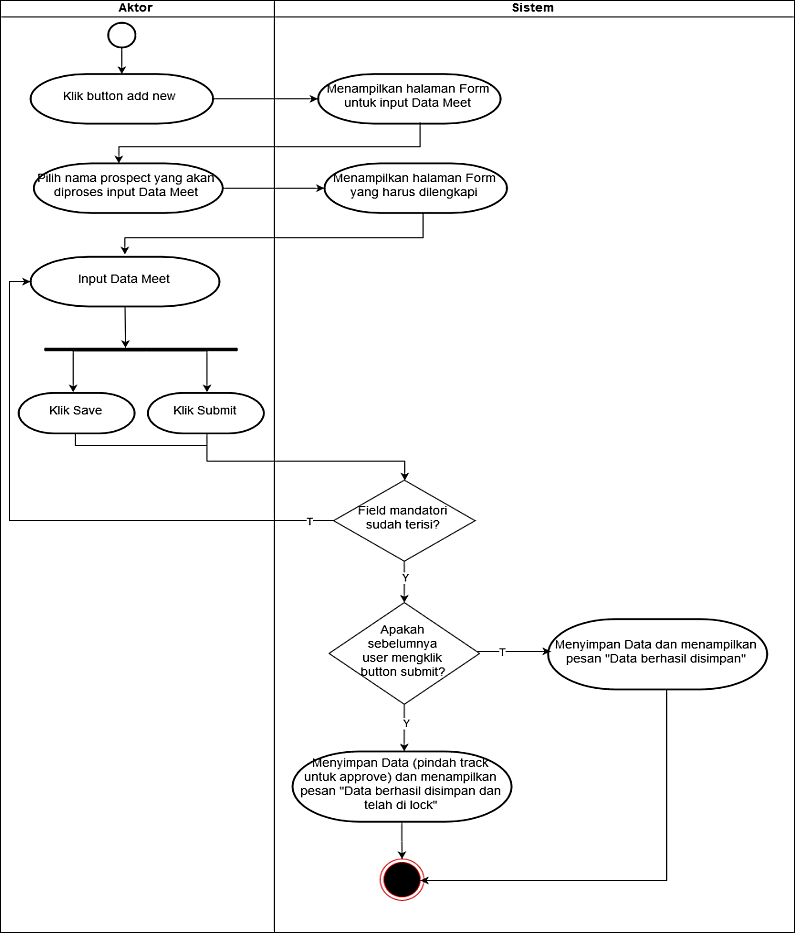 Aktor
Sistem
Klik button add new
Menampilkan halaman Form
untuk input Data Meet
Pilih nama prospect yang akan
diproses input Data Meet
Menampilkan halaman Form
yang harus dilengkapi
Input Data Meet
Klik Save
Klik Submit
Field mandatori
sudah terisi?
T
Y
Apakah
sebelumnya
user mengklik
button submit?
T
Menyimpan Data dan menampilkan
pesan "Data berhasil disimpan"
Y
Menyimpan Data (pindah track
untuk approve) dan menampilkan
pesan "Data berhasil disimpan dan
telah di lock"